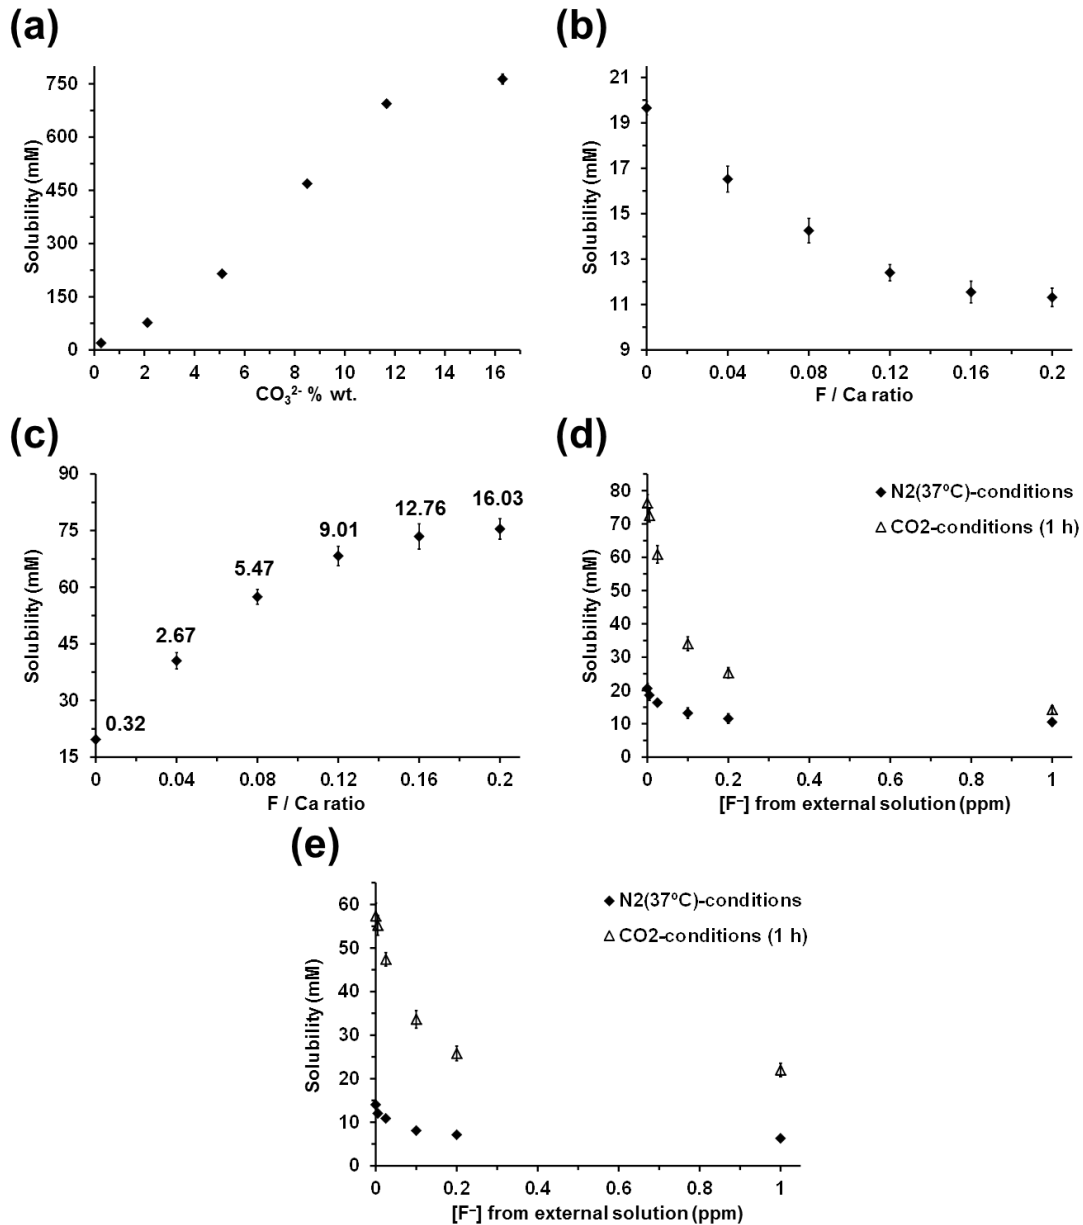 (a)
750
600
450
300
150
0
Solubility (mM)
0 2 4 6 8 10 12 14 16
CO₃²⁻ % wt.
(b)
21
19
17
15
13
11
9
Solubility (mM)
0 0.04 0.08 0.12 0.16 0.2
F / Ca ratio
(c)
90
75
60
45
30
15
Solubility (mM)
0.32
2.67
5.47
9.01
12.76
16.03
0 0.04 0.08 0.12 0.16 0.2
F / Ca ratio
(d)
80
70
60
50
40
30
20
10
0
Solubility (mM)
N2(37ºC)-conditions
CO2-conditions (1 h)
0 0.2 0.4 0.6 0.8 1
[F⁻] from external solution (ppm)
(e)
60
50
40
30
20
10
0
Solubility (mM)
N2(37ºC)-conditions
CO2-conditions (1 h)
0 0.2 0.4 0.6 0.8 1
[F⁻] from external solution (ppm)